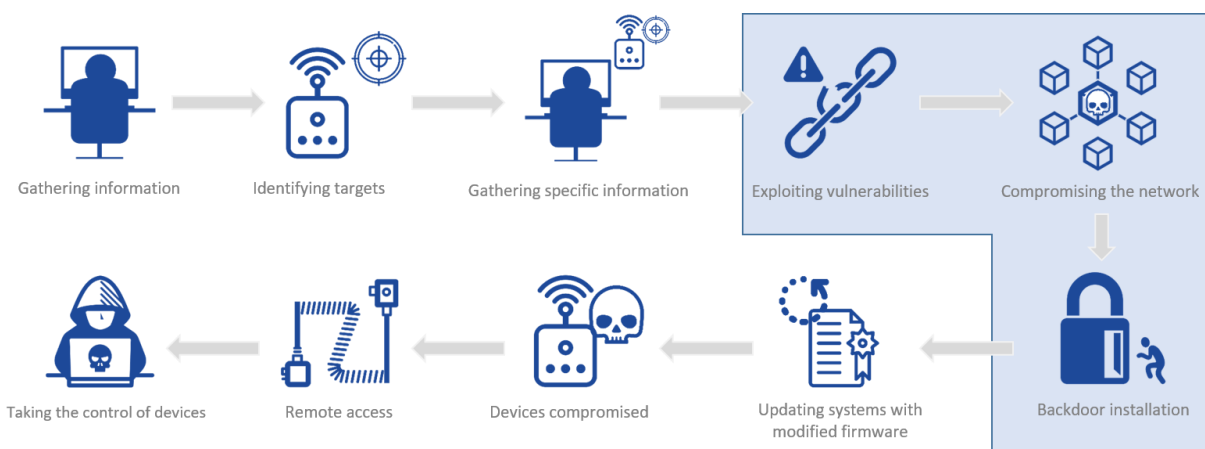 Gathering information
Identifying targets
Gathering specific information
Exploiting vulnerabilities
Compromising the network
Taking the control of devices
Remote access
Devices compromised
Updating systems with
modified firmware
Backdoor installation